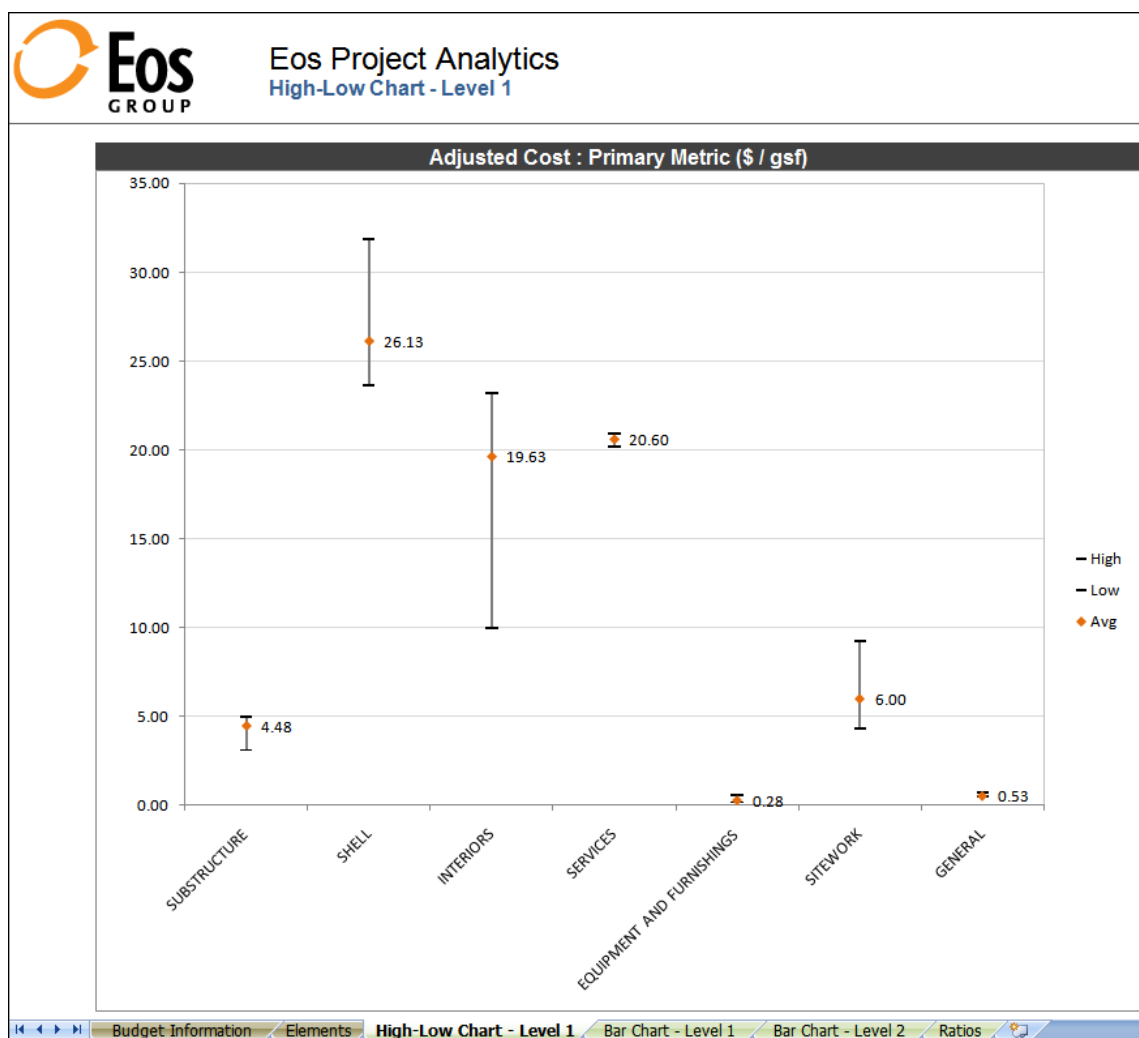 Eos
GROUP
Eos Project Analytics
High-Low Chart - Level 1
Adjusted Cost : Primary Metric ($ / gsf)
35.00
30.00
25.00
20.00
15.00
10.00
5.00
0.00
26.13
19.63
20.60
4.48
0.28
6.00
0.53
High
Low
Avg
SUBSTRUCTURE
SHELL
INTERIORS
SERVICES
EQUIPMENT AND FURNISHINGS
SITEWORK
GENERAL
Budget Information Elements High-Low Chart - Level 1 Bar Chart - Level 1 Bar Chart - Level 2 Ratios